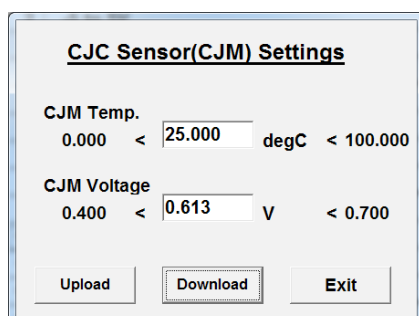 CJC Sensor(CJM) Settings
CJM Temp.
0.000 < 25.000 degC < 100.000
CJM Voltage
0.400 < 0.613 V < 0.700
Upload Download Exit